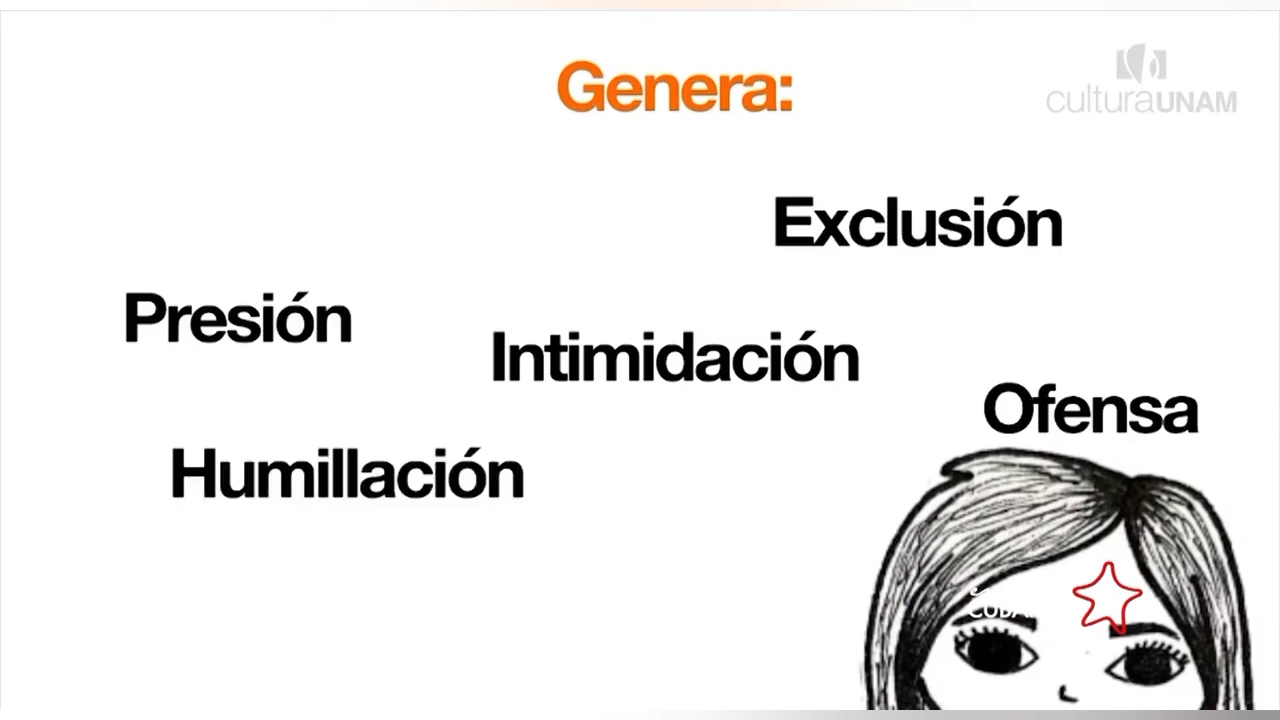 Genera:
culturaUNAM
Exclusión
Presión
Intimidación
Ofensa
Humillación